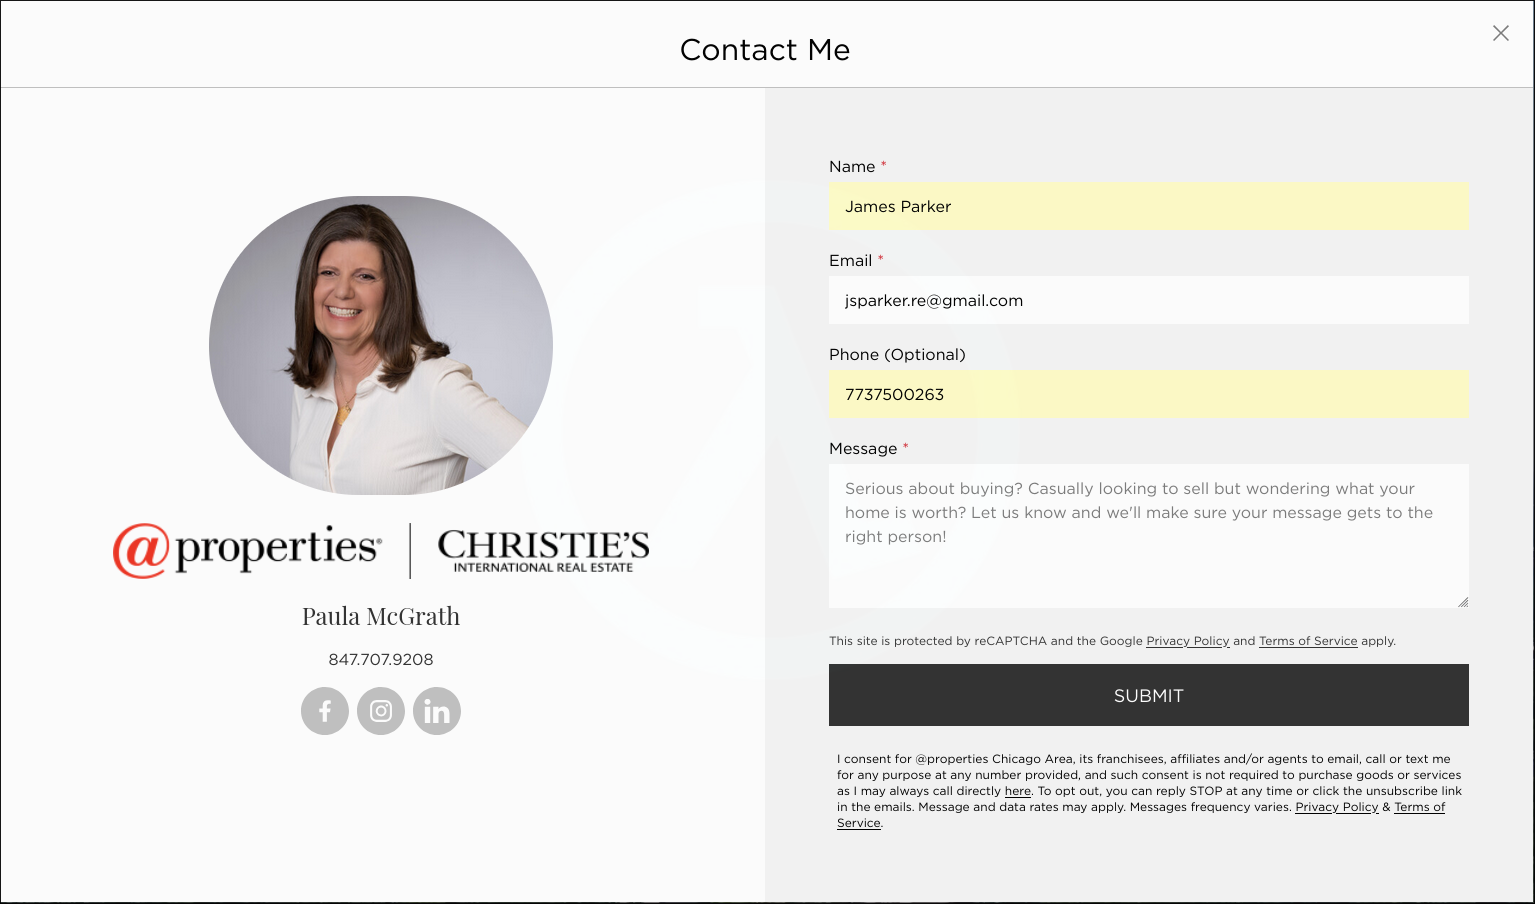 Contact Me
@properties®
CHRISTIE'S
INTERNATIONAL REAL ESTATE
Paula McGrath
847.707.9208
Name *
James Parker
Email *
jsparker.re@gmail.com
Phone (Optional)
7737500263
Message *
Serious about buying? Casually looking to sell but wondering what your
home is worth? Let us know and we'll make sure your message gets to the
right person!
This site is protected by reCAPTCHA and the Google Privacy Policy and Terms of Service apply.
SUBMIT
I consent for @properties Chicago Area, its franchisees, affiliates and/or agents to email, call or text me
for any purpose at any number provided, and such consent is not required to purchase goods or services
as I may always call directly here. To opt out, you can reply STOP at any time or click the unsubscribe link
in the emails. Message and data rates may apply. Messages frequency varies. Privacy Policy & Terms of
Service.